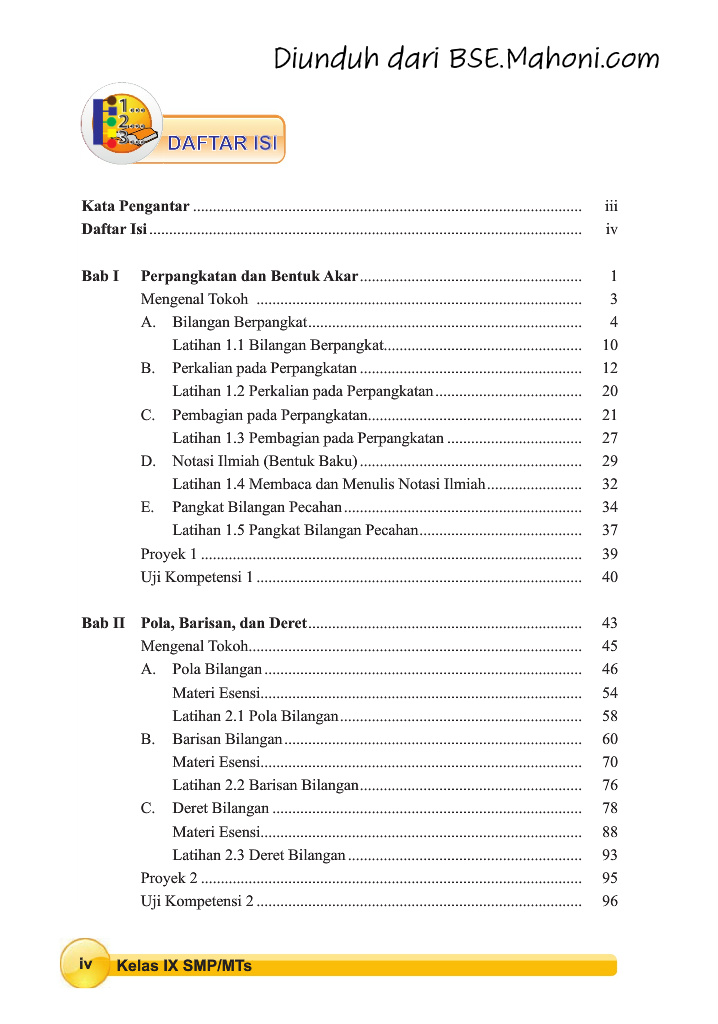 Diunduh dari BSE.Mahoni.com
1...
2...
3...
DAFTAR ISI
Kata Pengantar ................................ iii
Daftar Isi ................................ iv
Bab I Perpangkatan dan Bentuk Akar ................................ 1
Mengenal Tokoh ................................ 3
A. Bilangan Berpangkat ................................ 4
Latihan 1.1 Bilangan Berpangkat ................................ 10
B. Perkalian pada Perpangkatan ................................ 12
Latihan 1.2 Perkalian pada Perpangkatan ................................ 20
C. Pembagian pada Perpangkatan ................................ 21
Latihan 1.3 Pembagian pada Perpangkatan ................................ 27
D. Notasi Ilmiah (Bentuk Baku) ................................ 29
Latihan 1.4 Membaca dan Menulis Notasi Ilmiah ................................ 32
E. Pangkat Bilangan Pecahan ................................ 34
Latihan 1.5 Pangkat Bilangan Pecahan ................................ 37
Proyek 1 ................................ 39
Uji Kompetensi 1 ................................ 40
Bab II Pola, Barisan, dan Deret ................................ 43
Mengenal Tokoh ................................ 45
A. Pola Bilangan ................................ 46
Materi Esensi ................................ 54
Latihan 2.1 Pola Bilangan ................................ 58
B. Barisan Bilangan ................................ 60
Materi Esensi ................................ 70
Latihan 2.2 Barisan Bilangan ................................ 76
C. Deret Bilangan ................................ 78
Materi Esensi ................................ 88
Latihan 2.3 Deret Bilangan ................................ 93
Proyek 2 ................................ 95
Uji Kompetensi 2 ................................ 96
iv Kelas IX SMP/MTs